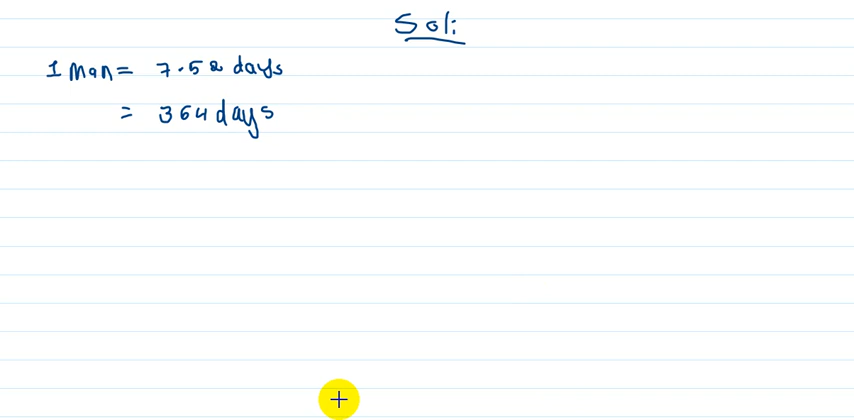 Sol:
1 man = 7.52 days
= 364 days